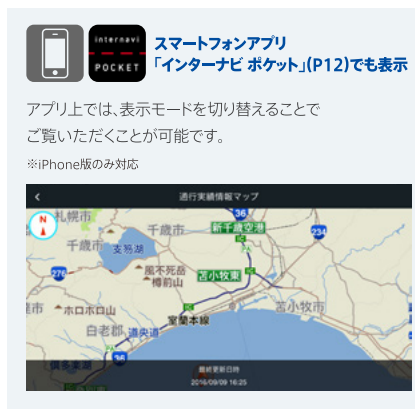 internavi
POCKET
スマートフォンアプリ
「インターナビ ポケット」(P12)でも表示
アプリ上では、表示モードを切り替えることで
ご覧いただくことが可能です。
※iPhone版のみ対応
通行実績情報マップ
N
札幌市
36
千歳市
新千歳空港
234
千歳市
支笏湖
276
風不死岳
樽前山
苫小牧東
ホロホロ山
苫小牧市
白老郡
道央道
室蘭本線
36
最終更新日時
2016/09/09 16:25